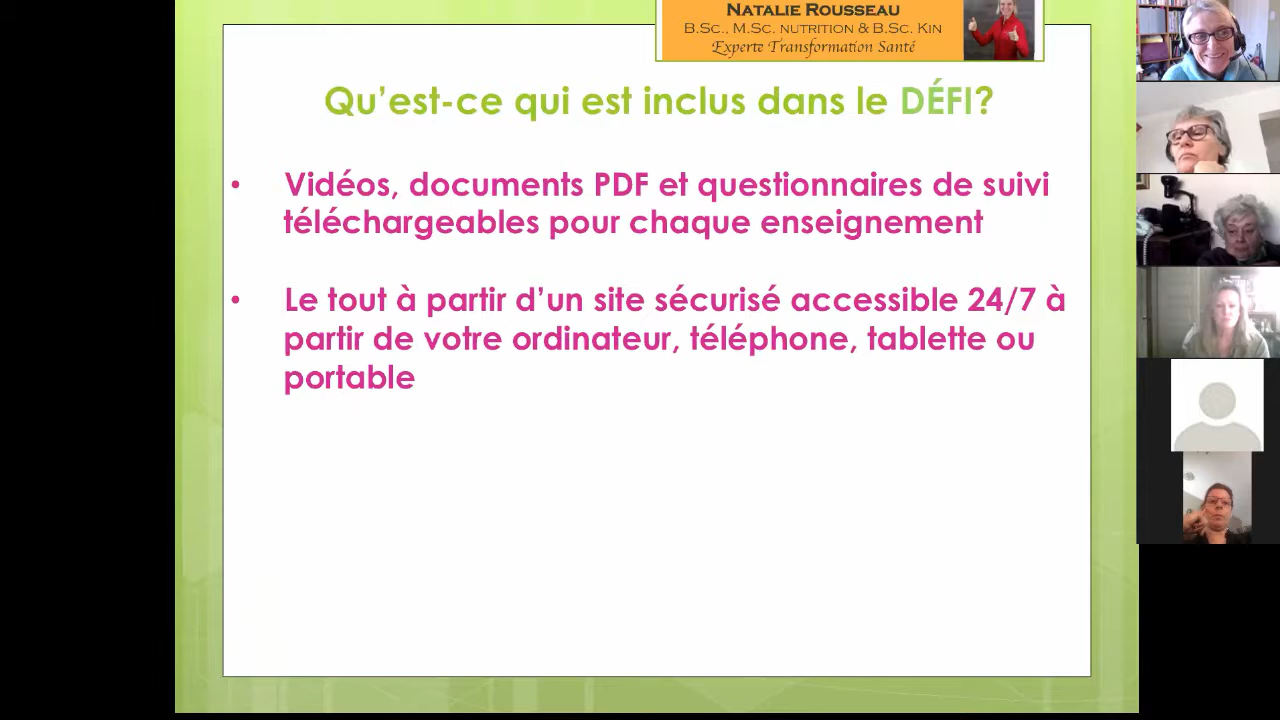 NATALIE ROUSSEAU
B.SC., M.SC. NUTRITION & B.SC. KIN
Experte Transformation Santé
Qu’est-ce qui est inclus dans le DÉFI?
• Vidéos, documents PDF et questionnaires de suivi
téléchargeables pour chaque enseignement
• Le tout à partir d’un site sécurisé accessible 24/7 à
partir de votre ordinateur, téléphone, tablette ou
portable